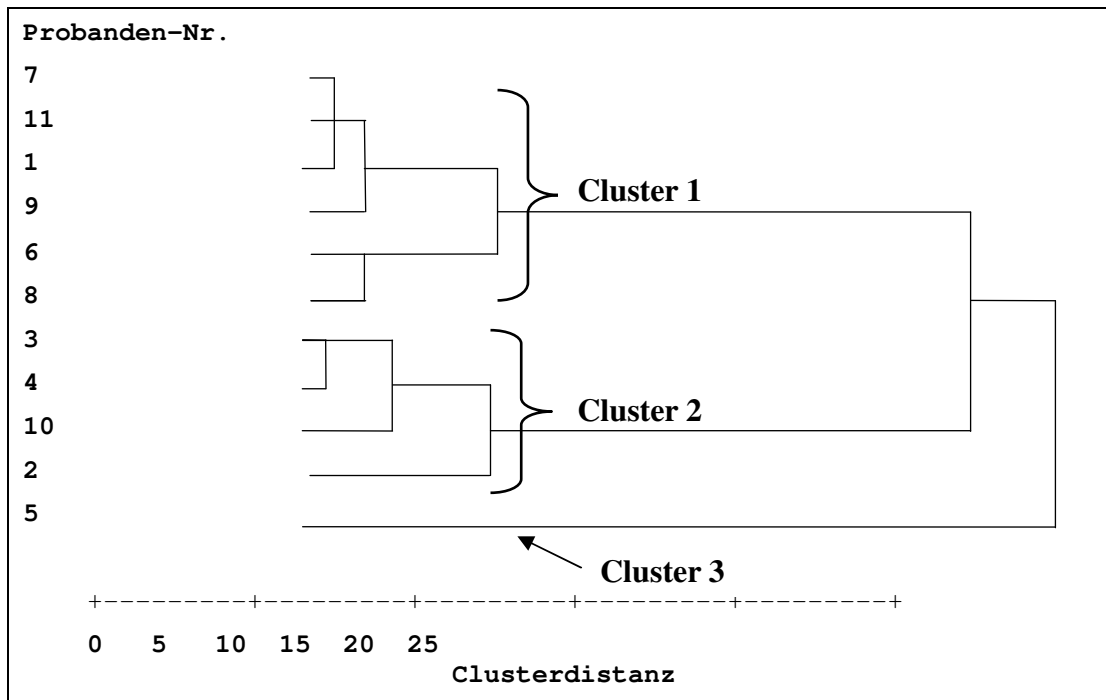 Probanden-Nr.
7
11
1
Cluster 1
9
6
8
3
4
Cluster 2
10
2
5
Cluster 3
+---------+---------+---------+---------+---------+
0 5 10 15 20 25
Clusterdistanz